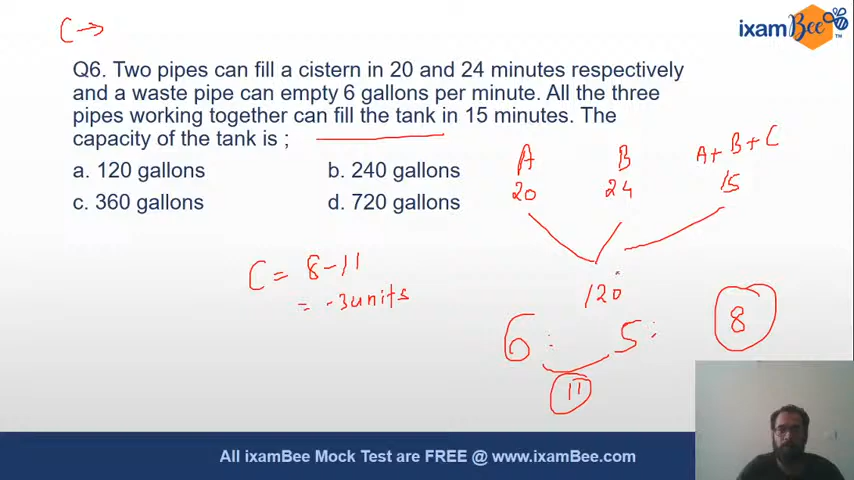 C →
ixamBee™
Q6. Two pipes can fill a cistern in 20 and 24 minutes respectively
and a waste pipe can empty 6 gallons per minute. All the three
pipes working together can fill the tank in 15 minutes. The
capacity of the tank is ;
a. 120 gallons b. 240 gallons
c. 360 gallons d. 720 gallons
A B A+B+C
20 24 15
120
6 : 5 : 8
11
C = 8-11
= -3units
All ixamBee Mock Test are FREE @ www.ixamBee.com